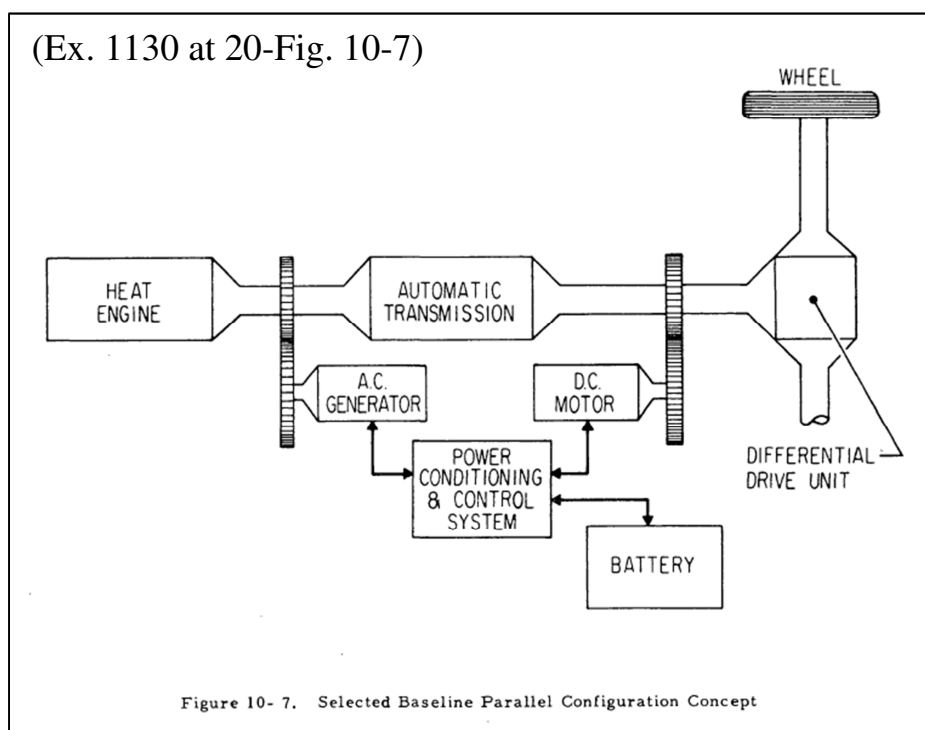 (Ex. 1130 at 20-Fig. 10-7)
WHEEL
HEAT
ENGINE
AUTOMATIC
TRANSMISSION
A.C.
GENERATOR
D.C.
MOTOR
POWER
CONDITIONING
& CONTROL
SYSTEM
DIFFERENTIAL
DRIVE UNIT
BATTERY
Figure 10- 7. Selected Baseline Parallel Configuration Concept